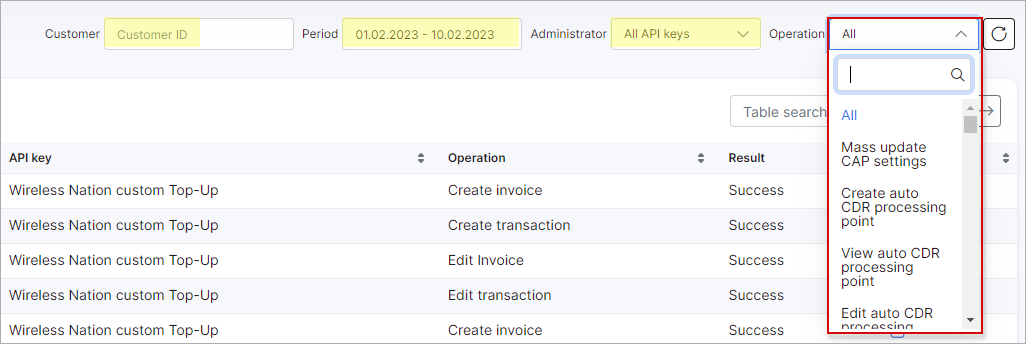 Customer Customer ID Period 01.02.2023 - 10.02.2023 Administrator All API keys Operation All
Table search
All
Mass update
CAP settings
Create auto
CDR processing
point
View auto CDR
processing
point
Edit auto CDR
processing
API key Operation Result
Wireless Nation custom Top-Up Create invoice Success
Wireless Nation custom Top-Up Create transaction Success
Wireless Nation custom Top-Up Edit Invoice Success
Wireless Nation custom Top-Up Edit transaction Success
Wireless Nation custom Top-Up Create invoice Success